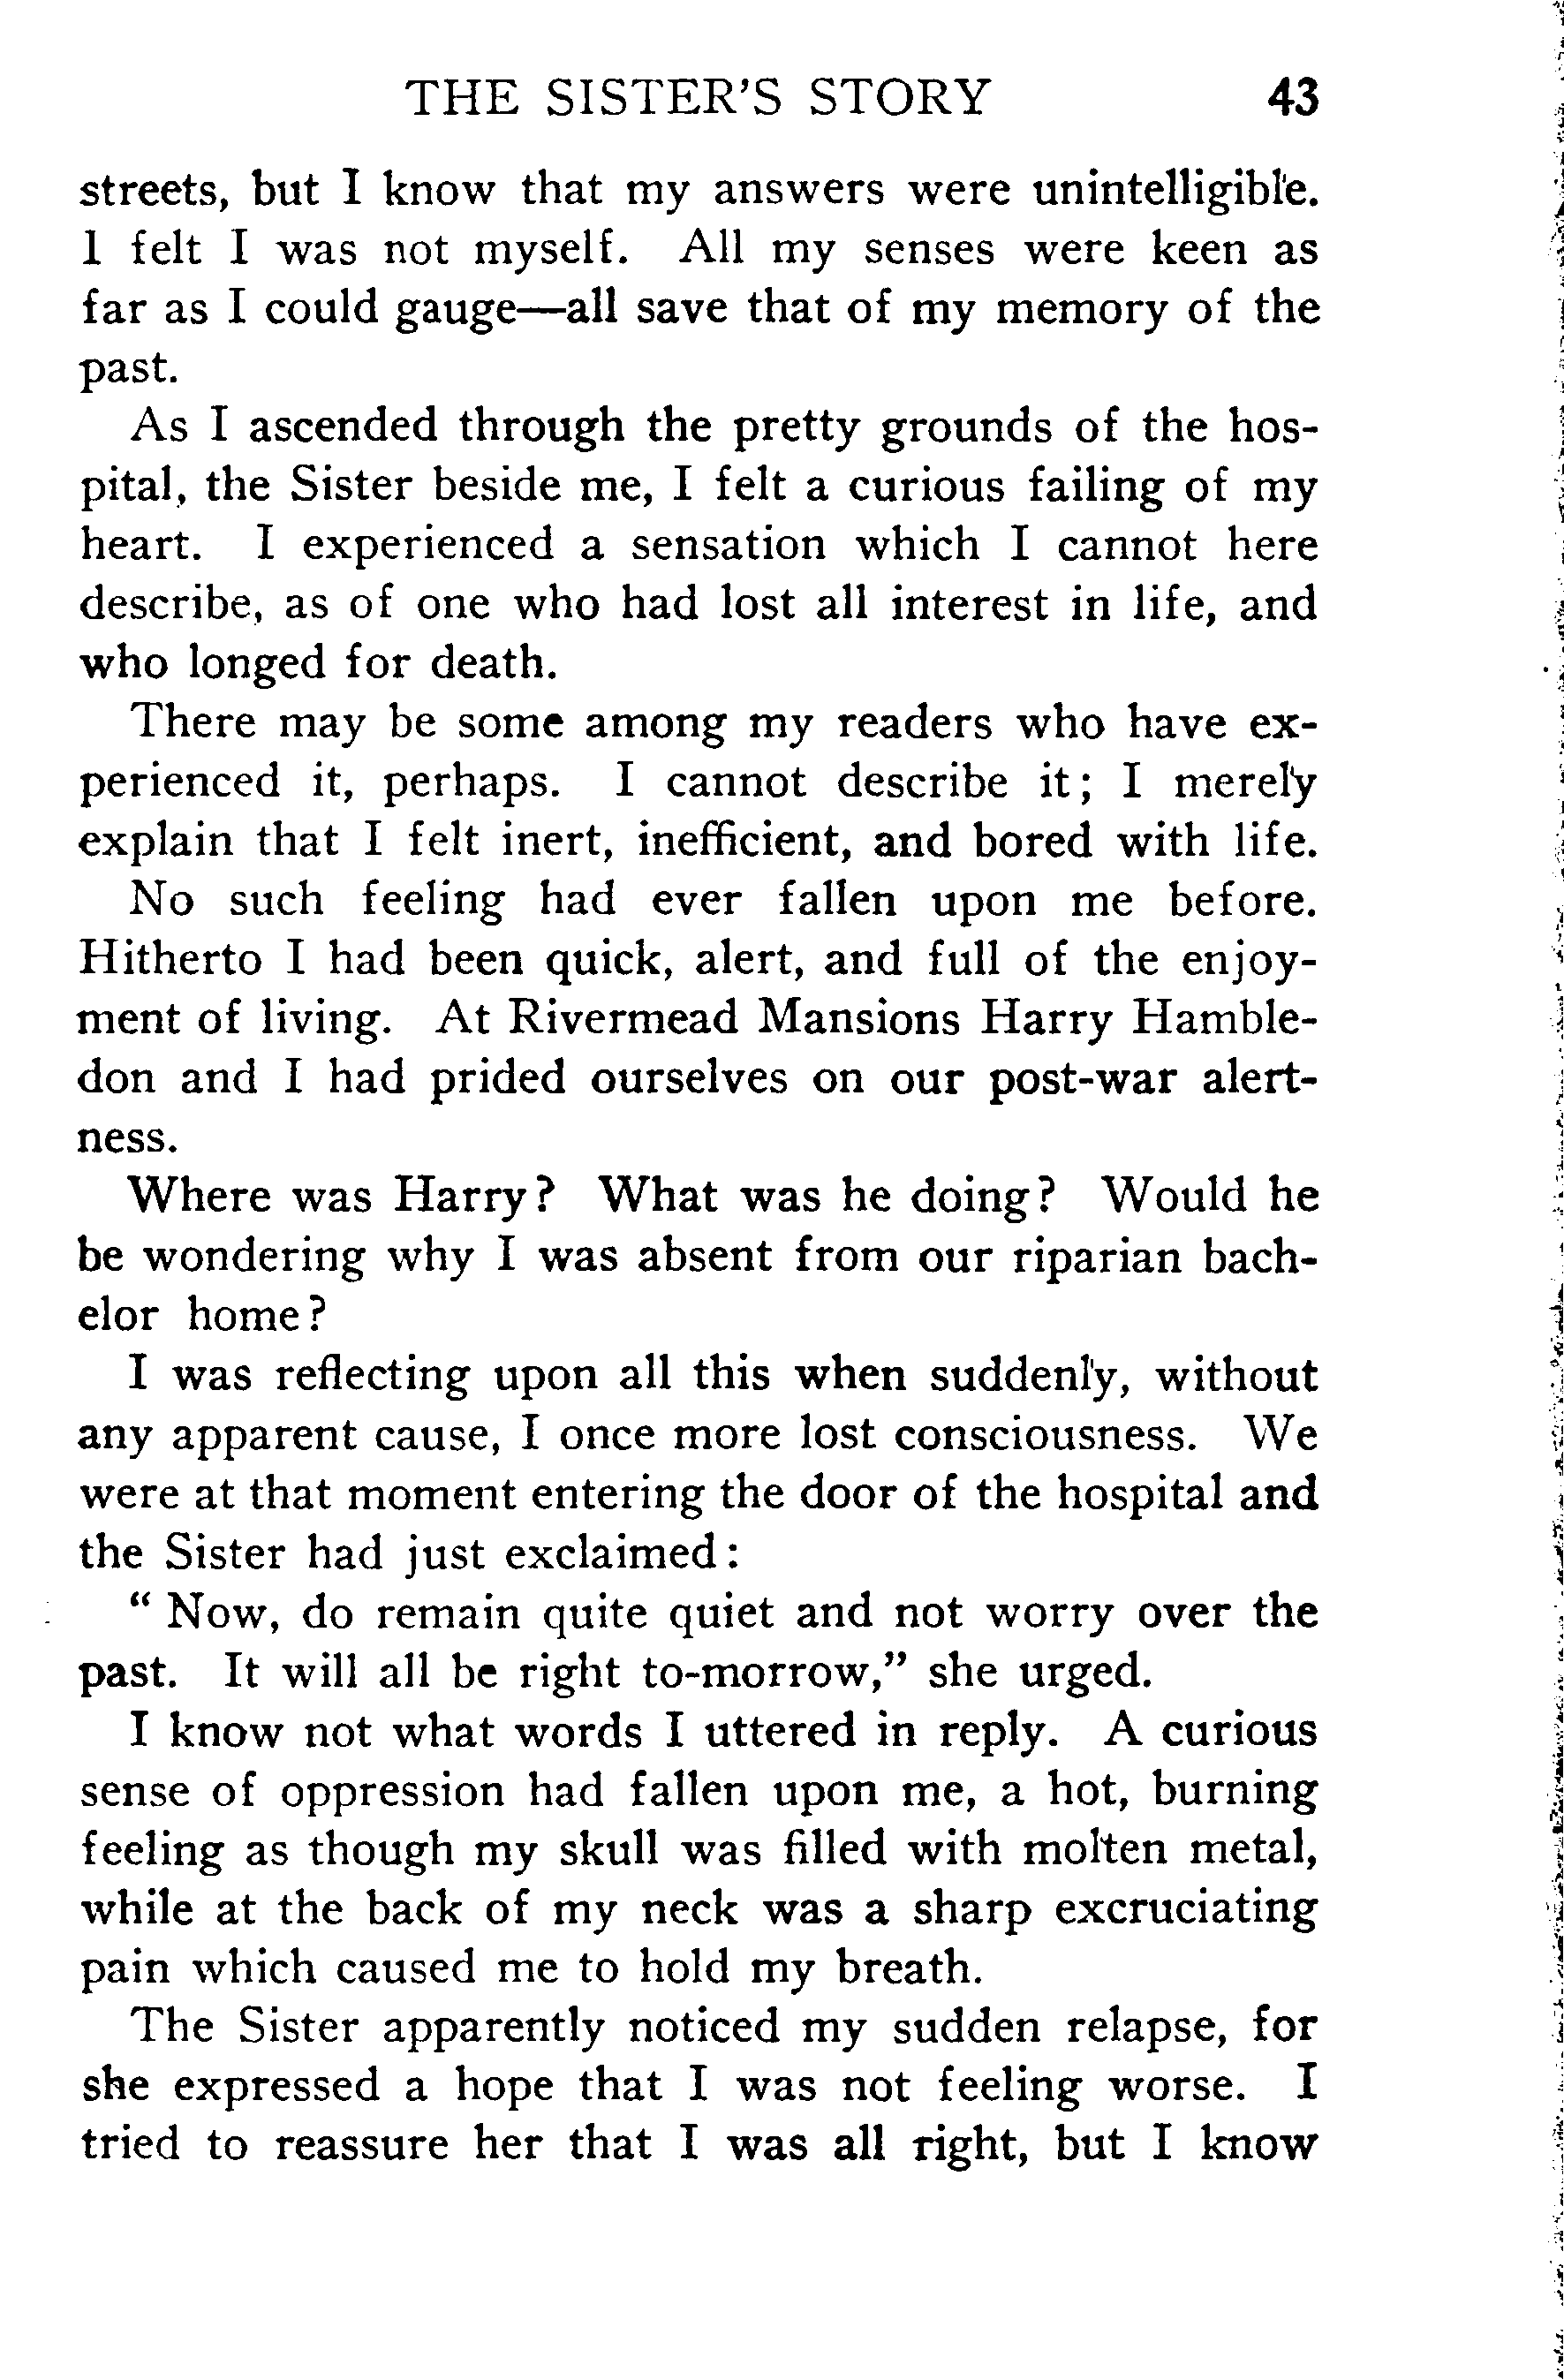 THE SISTER'S STORY 43
streets, but I know that my answers were unintelligible.
I felt I was not myself. All my senses were keen as
far as I could gauge—all save that of my memory of the
past.
As I ascended through the pretty grounds of the hos-
pital, the Sister beside me, I felt a curious failing of my
heart. I experienced a sensation which I cannot here
describe, as of one who had lost all interest in life, and
who longed for death.
There may be some among my readers who have ex-
perienced it, perhaps. I cannot describe it; I merely
explain that I felt inert, inefficient, and bored with life.
No such feeling had ever fallen upon me before.
Hitherto I had been quick, alert, and full of the enjoy-
ment of living. At Rivermead Mansions Harry Hamble-
don and I had prided ourselves on our post-war alert-
ness.
Where was Harry? What was he doing? Would he
be wondering why I was absent from our riparian bach-
elor home?
I was reflecting upon all this when suddenly, without
any apparent cause, I once more lost consciousness. We
were at that moment entering the door of the hospital and
the Sister had just exclaimed:
"Now, do remain quite quiet and not worry over the
past. It will all be right to-morrow," she urged.
I know not what words I uttered in reply. A curious
sense of oppression had fallen upon me, a hot, burning
feeling as though my skull was filled with molten metal,
while at the back of my neck was a sharp excruciating
pain which caused me to hold my breath.
The Sister apparently noticed my sudden relapse, for
she expressed a hope that I was not feeling worse. I
tried to reassure her that I was all right, but I know